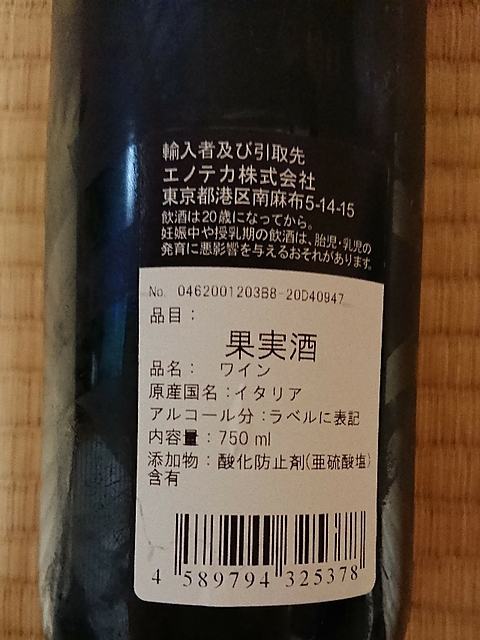 輸入者及び引取先
エノテカ株式会社
東京都港区南麻布5-14-15
飲酒は20歳になってから。
妊娠中や授乳期の飲酒は、胎児・乳児の
発育に悪影響を与えるおそれがあります。
No. 0462001203B8-20D40947
品目：
果実酒
品名： ワイン
原産国名：イタリア
アルコール分：ラベルに表記
内容量：750 ml
添加物：酸化防止剤(亜硫酸塩)
含有
4 589794 325378